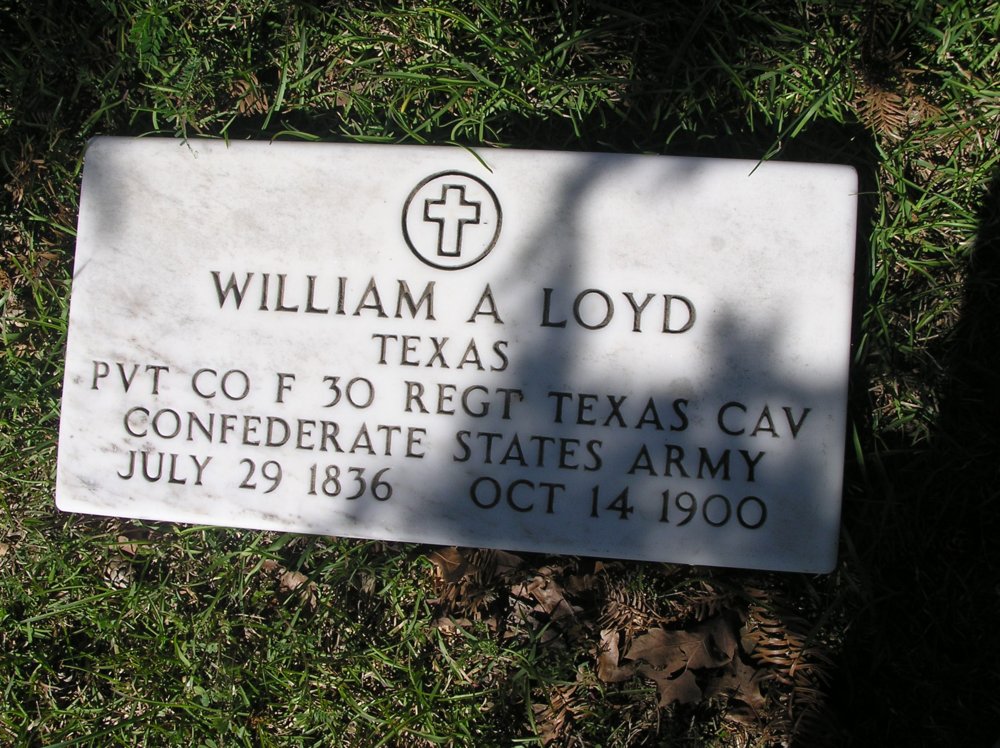 WILLIAM A LOYD
TEXAS
PVT CO F 30 REGT TEXAS CAV
CONFEDERATE STATES ARMY
JULY 29 1836 OCT 14 1900